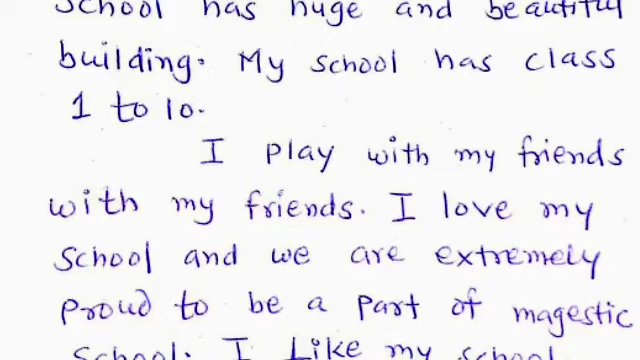 school has huge and beautiful
building. My school has class
1 to 10.
I play with my friends
with my friends. I love my
school and we are extremely
proud to be a part of magestic
school. I Like my school